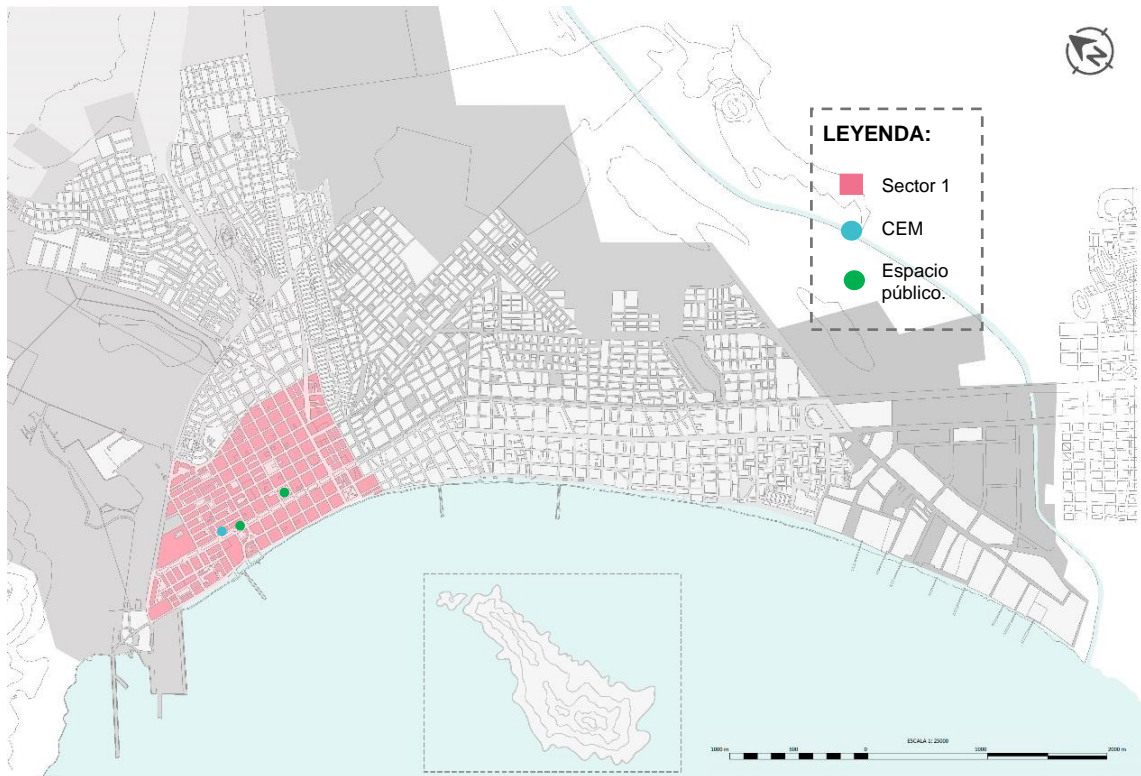 N
LEYENDA:
Sector 1
CEM
Espacio
público.
ESCALA 1: 25000
1000 m 500 0 1000 2000 m